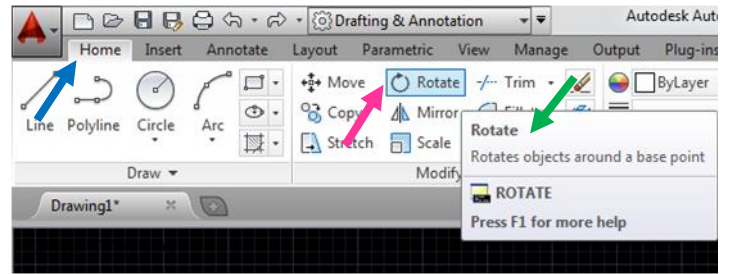 Drafting & Annotation Autodesk Aut
Home Insert Annotate Layout Parametric View Manage Output Plug-ins
Move Rotate Trim ByLayer
Copy Mirror
Line Polyline Circle Arc
Stretch Scale
Draw Modify
Rotate
Rotates objects around a base point
ROTATE
Press F1 for more help
Drawing1*